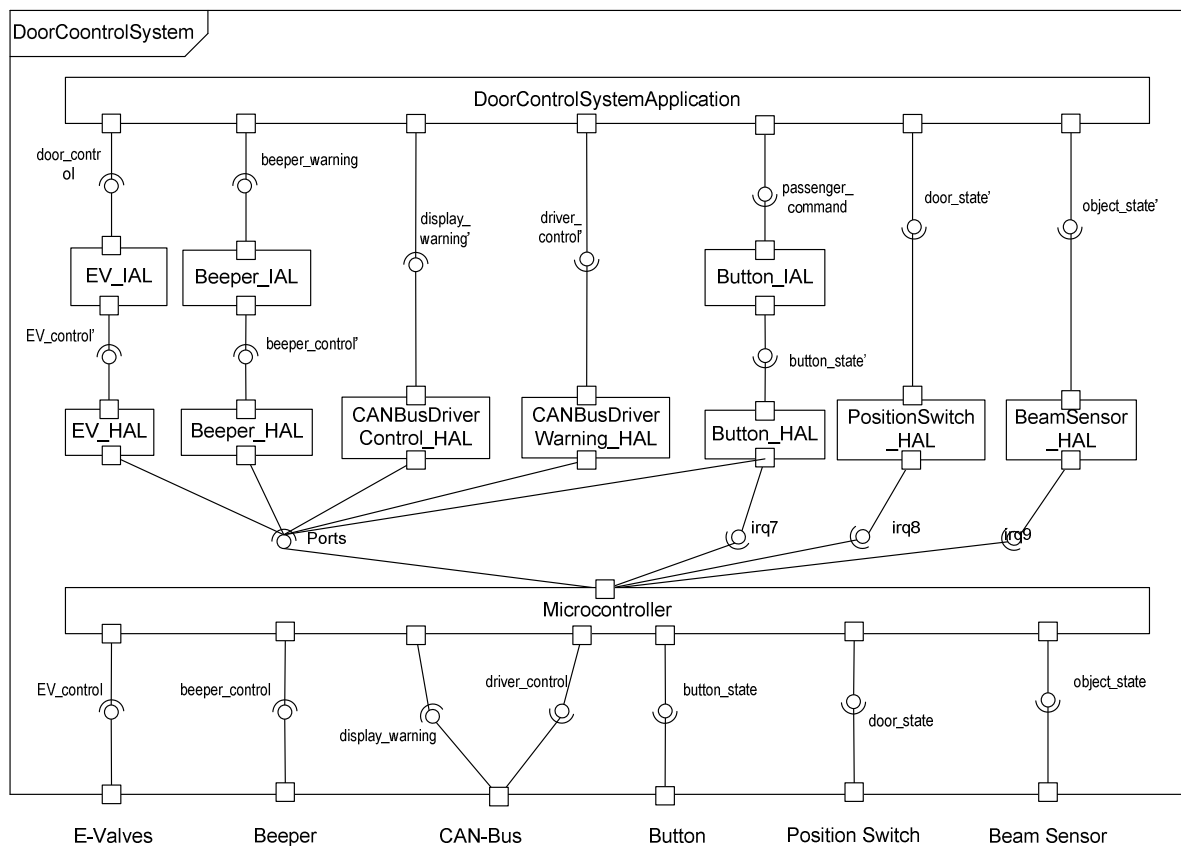 DoorCoontrolSystem
DoorControlSystemApplication
door_contr
ol
beeper_warning
display_
warning’
driver_
control’
passenger_
command
door_state’
object_state’
EV_IAL
Beeper_IAL
Button_IAL
EV_control’
beeper_control’
button_state’
EV_HAL
Beeper_HAL
CANBusDriver
Control_HAL
CANBusDriver
Warning_HAL
Button_HAL
PositionSwitch
_HAL
BeamSensor
_HAL
Ports
irq7
irq8
irq9
Microcontroller
EV_control
beeper_control
display_warning
driver_control
button_state
door_state
object_state
E-Valves
Beeper
CAN-Bus
Button
Position Switch
Beam Sensor